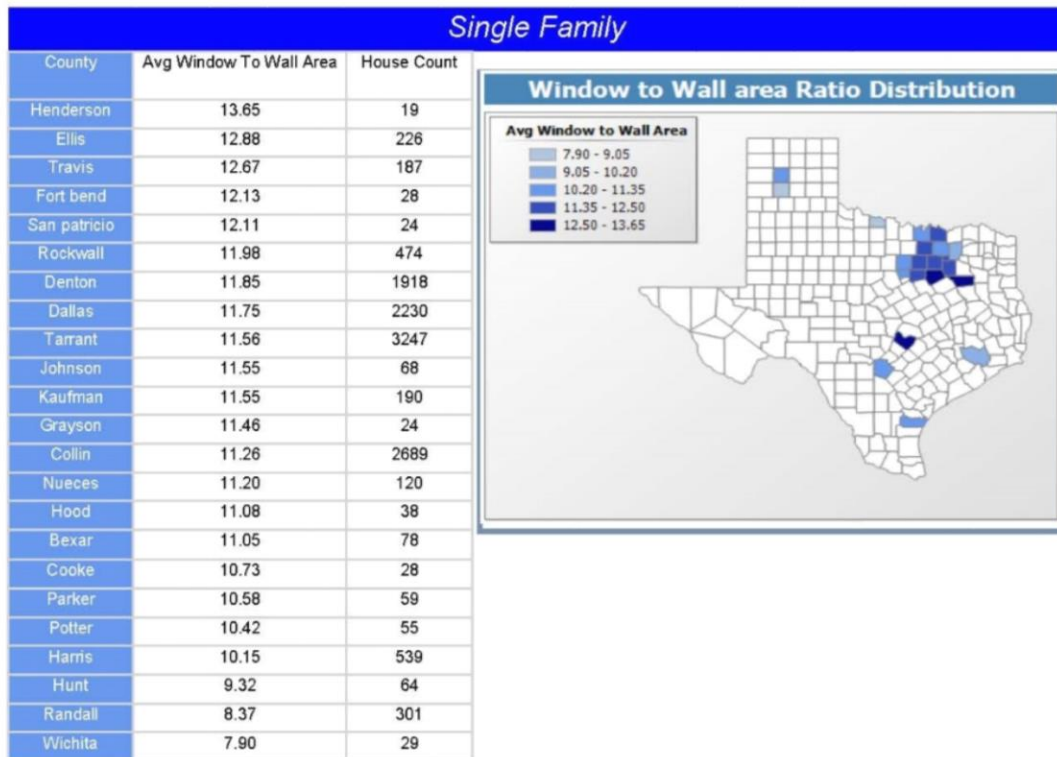 Single Family
County Avg Window To Wall Area House Count
Henderson 13.65 19
Ellis 12.88 226
Travis 12.67 187
Fort bend 12.13 28
San patricio 12.11 24
Rockwall 11.98 474
Denton 11.85 1918
Dallas 11.75 2230
Tarrant 11.56 3247
Johnson 11.55 68
Kaufman 11.55 190
Grayson 11.46 24
Collin 11.26 2689
Nueces 11.20 120
Hood 11.08 38
Bexar 11.05 78
Cooke 10.73 28
Parker 10.58 59
Potter 10.42 55
Harris 10.15 539
Hunt 9.32 64
Randall 8.37 301
Wichita 7.90 29
Window to Wall area Ratio Distribution
Avg Window to Wall Area
7.90 - 9.05
9.05 - 10.20
10.20 - 11.35
11.35 - 12.50
12.50 - 13.65